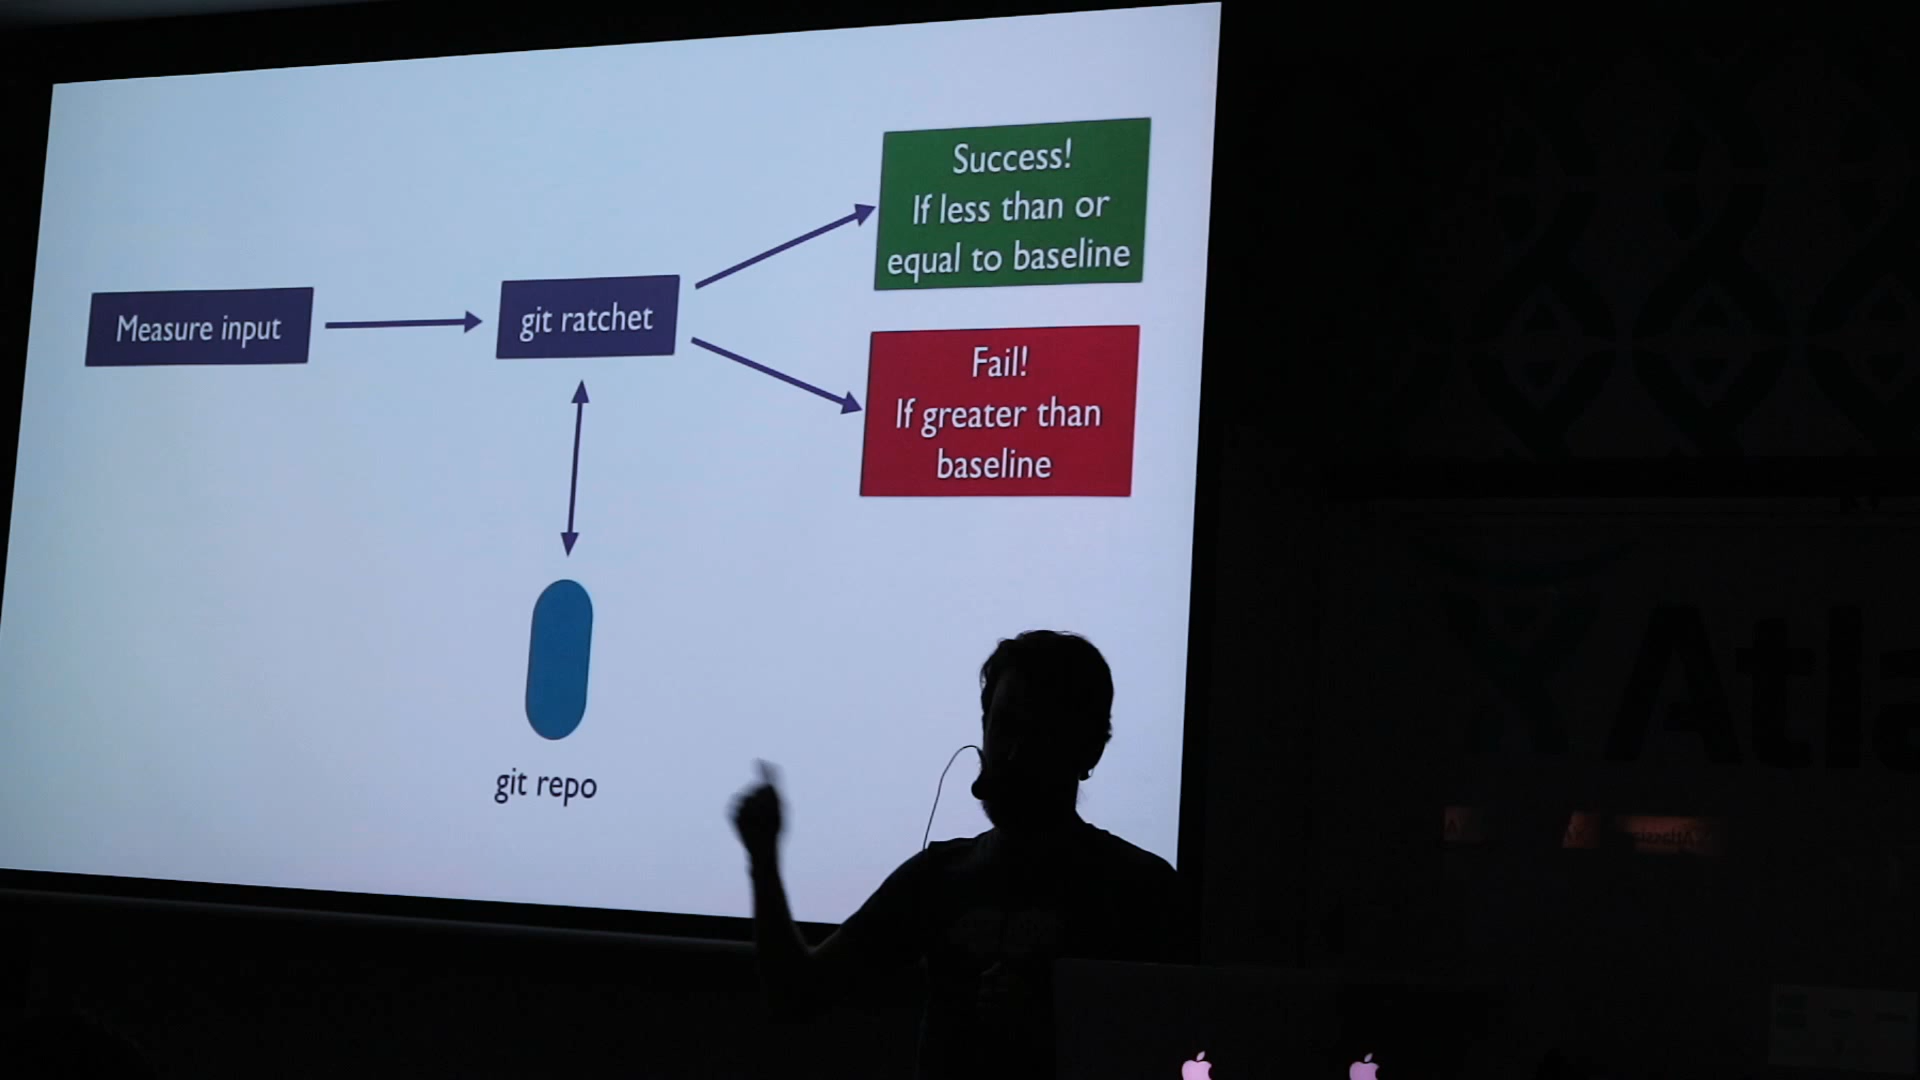 Success!
If less than or
equal to baseline
Measure input
git ratchet
Fail!
If greater than
baseline
git repo
Atla